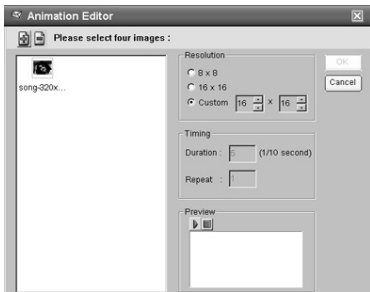 Animation Editor
Please select four images :
song-320x...
Resolution
8 x 8
16 x 16
Custom 16 x 16
OK
Cancel
Timing
Duration : 5 (1/10 second)
Repeat : 1
Preview